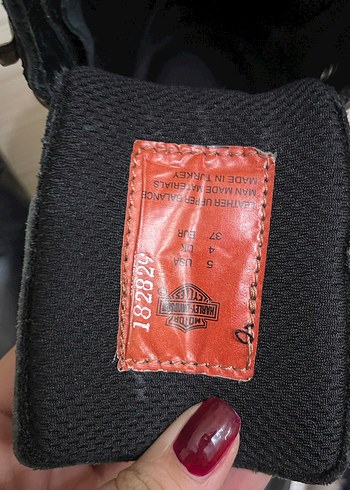 MOTOR
HARLEY-DAVIDSON
CYCLES
®
5 USA
4 UK
37 EUR
LEATHER UPPER BALANCE
MAN MADE MATERIALS
MADE IN TURKEY
182829